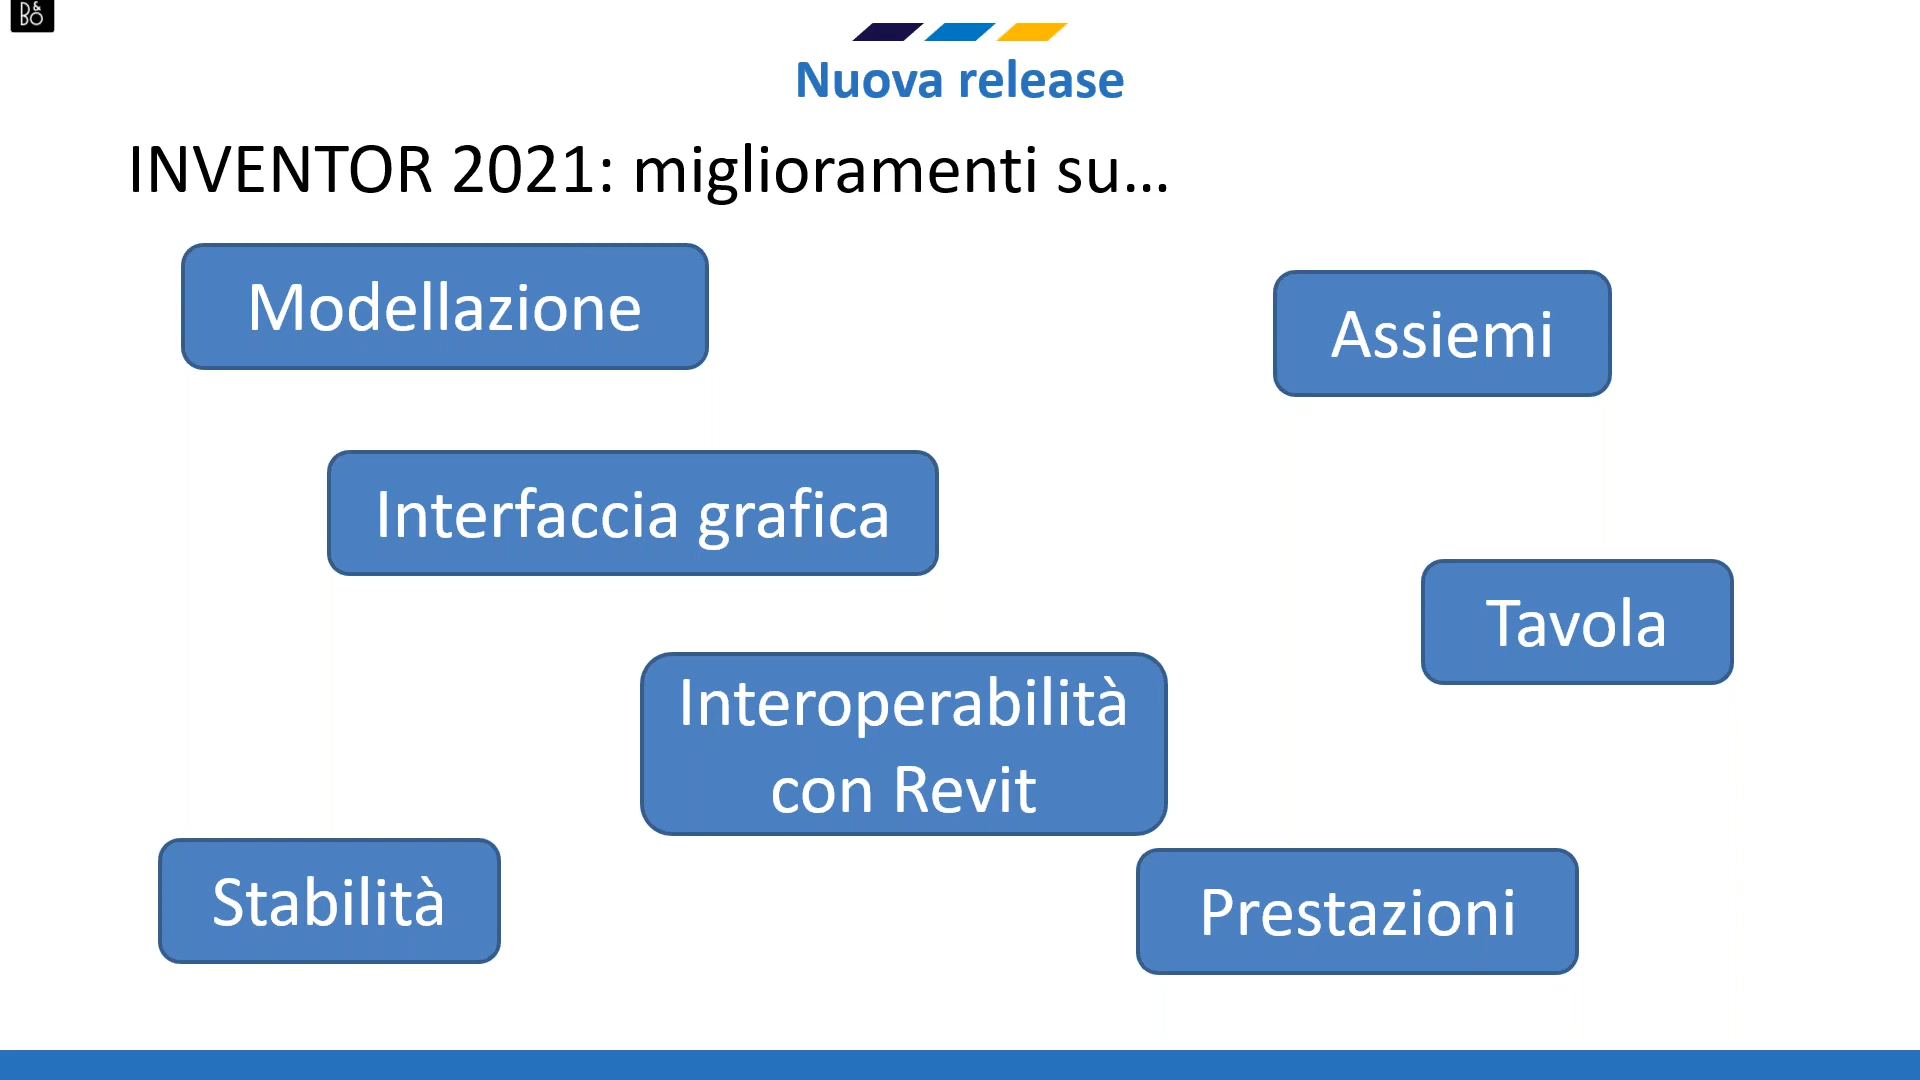 B&O
Nuova release
INVENTOR 2021: miglioramenti su...
Modellazione
Assiemi
Interfaccia grafica
Tavola
Interoperabilità
con Revit
Stabilità
Prestazioni